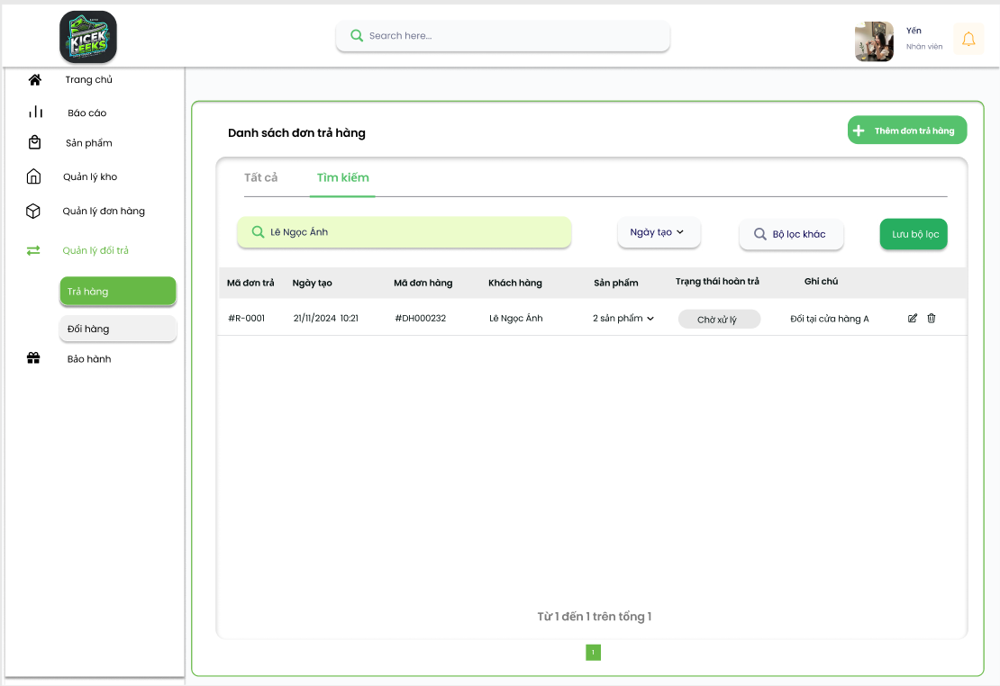 KICEK
GEEKS
Search here...
Yến
Nhân viên
Trang chủ
Báo cáo
Sản phẩm
Quản lý kho
Quản lý đơn hàng
Quản lý đổi trả
Trả hàng
Đổi hàng
Bảo hành
Danh sách đơn trả hàng
Thêm đơn trả hàng
Tất cả Tìm kiếm
Lê Ngọc Ánh Ngày tạo Bộ lọc khác Lưu bộ lọc
Mã đơn trả Ngày tạo Mã đơn hàng Khách hàng Sản phẩm Trạng thái hoàn trả Ghi chú
#R-0001 21/11/2024 10:21 #DH000232 Lê Ngọc Ánh 2 sản phẩm Chờ xử lý Đổi tại cửa hàng A
Từ 1 đến 1 trên tổng 1
1